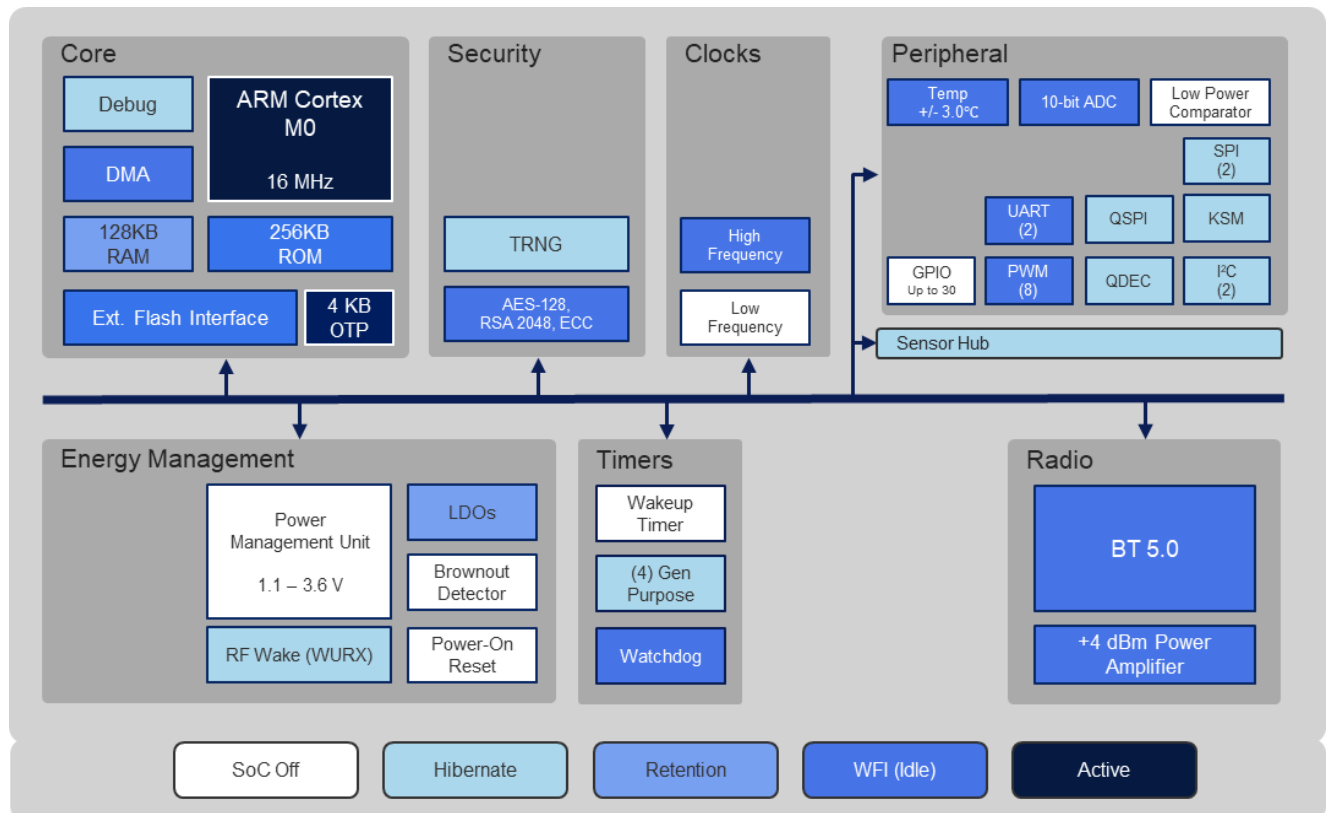 Core
Debug
ARM Cortex
M0
16 MHz
DMA
128KB
RAM
256KB
ROM
Ext. Flash Interface
4 KB
OTP
Security
TRNG
AES-128,
RSA 2048, ECC
Clocks
High
Frequency
Low
Frequency
Peripheral
Temp
+/- 3.0°C
10-bit ADC
Low Power
Comparator
SPI
(2)
UART
(2)
QSPI
KSM
GPIO
Up to 30
PWM
(8)
QDEC
I²C
(2)
Sensor Hub
Energy Management
Power
Management Unit
1.1 – 3.6 V
LDOs
Brownout
Detector
RF Wake (WURX)
Power-On
Reset
Timers
Wakeup
Timer
(4) Gen
Purpose
Watchdog
Radio
BT 5.0
+4 dBm Power
Amplifier
SoC Off
Hibernate
Retention
WFI (Idle)
Active